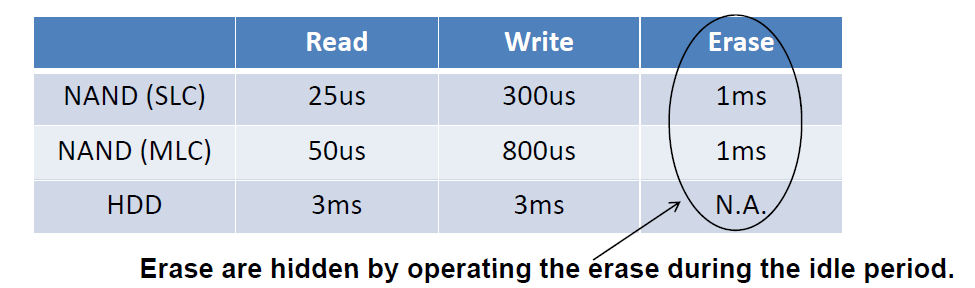 Read Write Erase
NAND (SLC) 25us 300us 1ms
NAND (MLC) 50us 800us 1ms
HDD 3ms 3ms N.A.
Erase are hidden by operating the erase during the idle period.